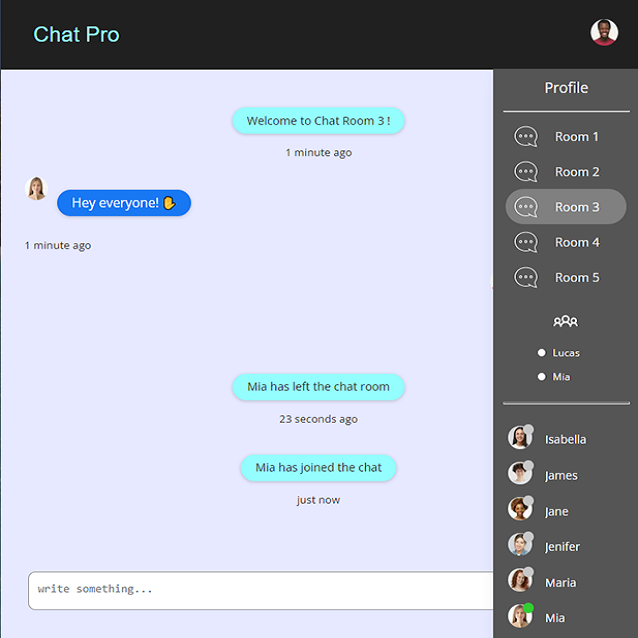 Chat Pro
Profile
Welcome to Chat Room 3 !
1 minute ago
Hey everyone! ✋
1 minute ago
Mia has left the chat room
23 seconds ago
Mia has joined the chat
just now
write something...
Room 1
Room 2
Room 3
Room 4
Room 5
Lucas
Mia
Isabella
James
Jane
Jenifer
Maria
Mia